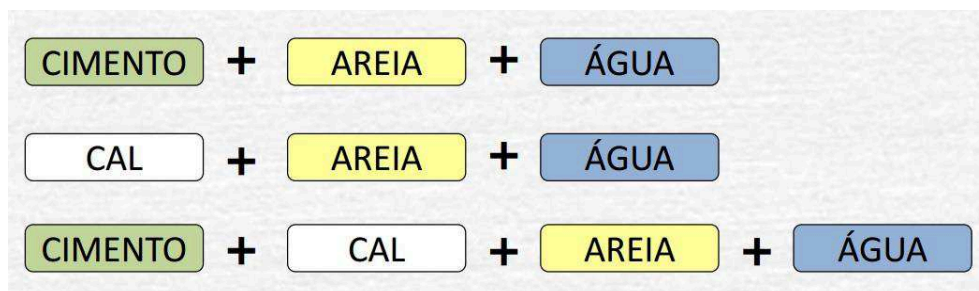 CIMENTO + AREIA + ÁGUA
CAL + AREIA + ÁGUA
CIMENTO + CAL + AREIA + ÁGUA